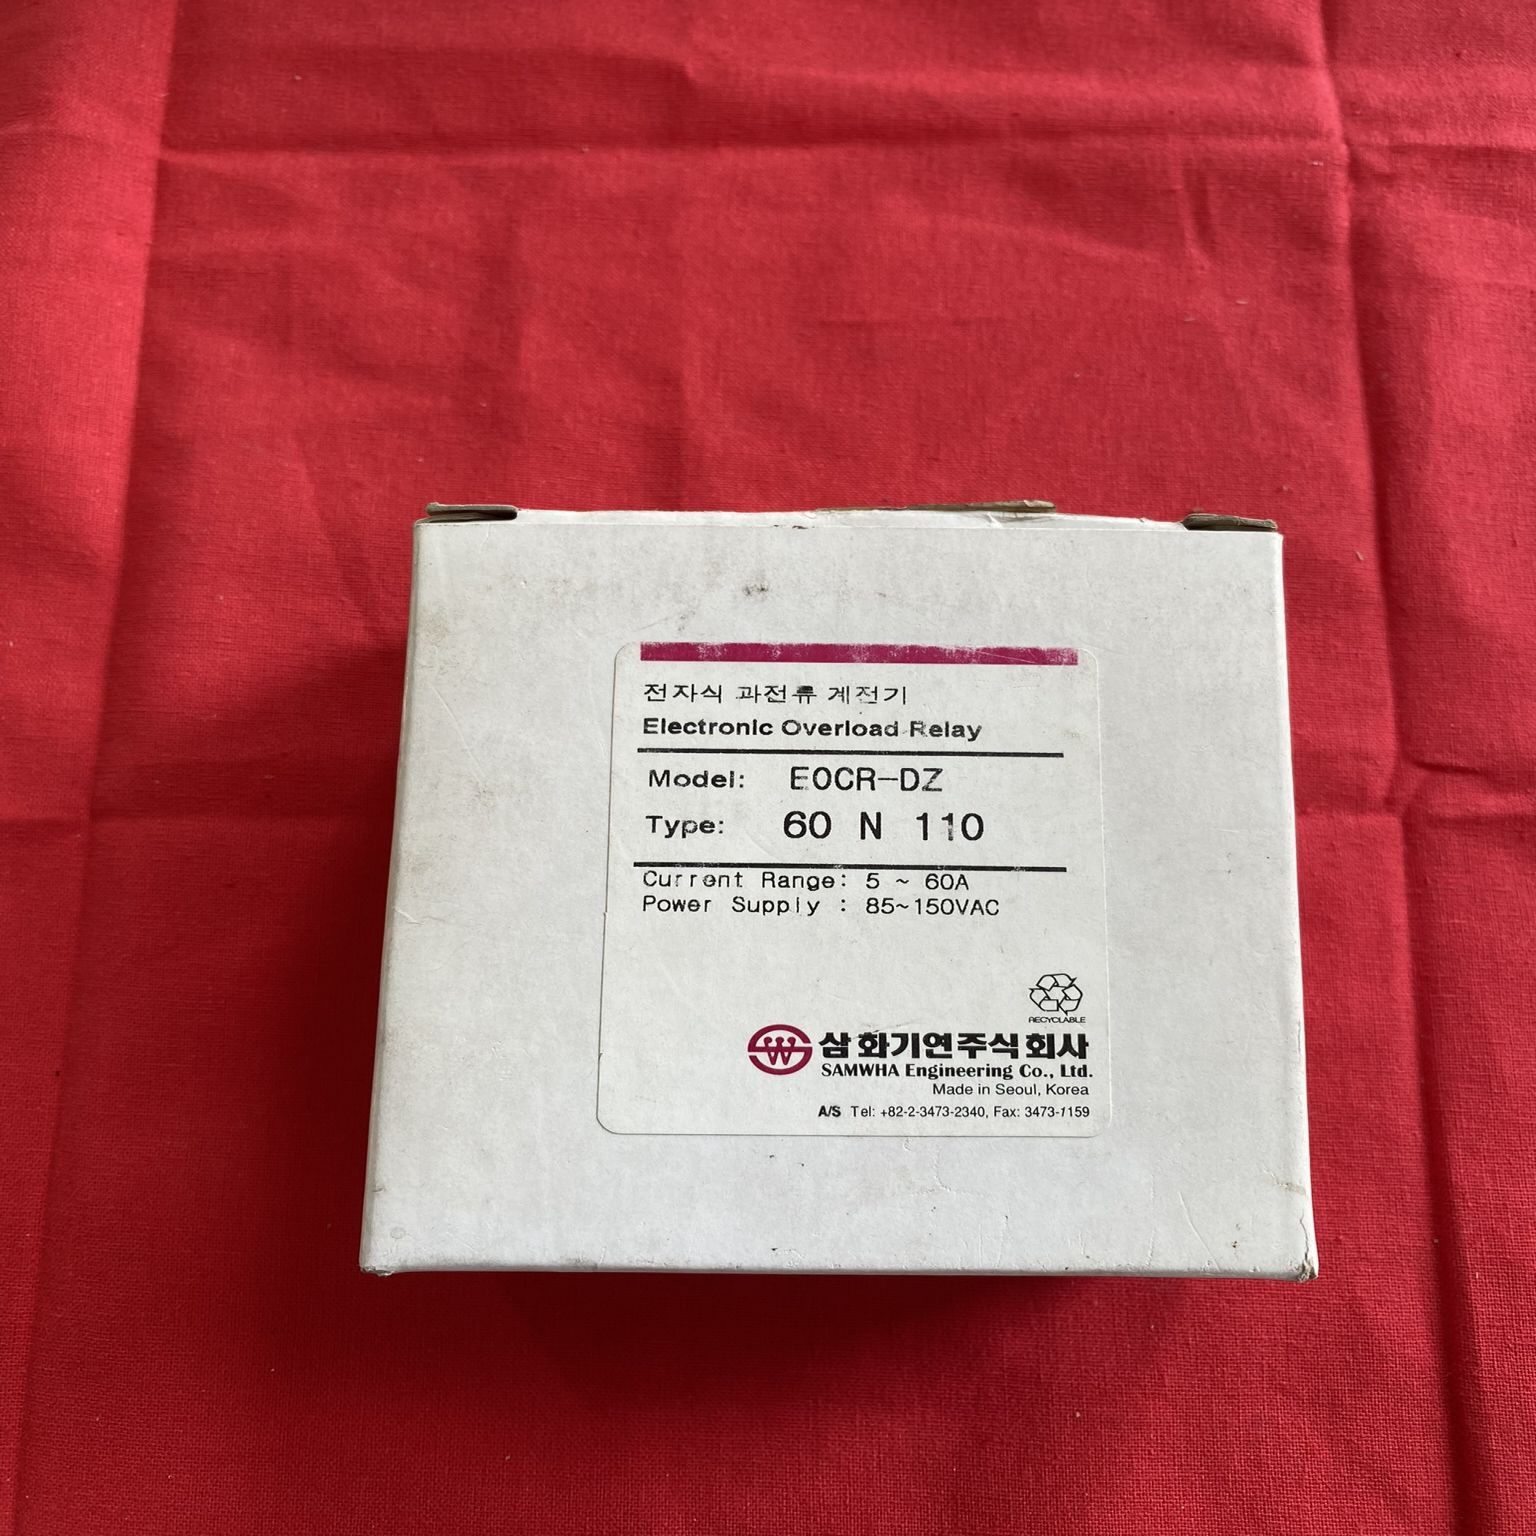 전자식 과전류 계전기
Electronic Overload Relay
Model: EOCR-DZ
Type: 60 N 110
Current Range: 5 ~ 60A
Power Supply : 85~150VAC
RECYCLABLE
삼화기연주식회사
SAMWHA Engineering Co., Ltd.
Made in Seoul, Korea
A/S Tel: +82-2-3473-2340, Fax: 3473-1159